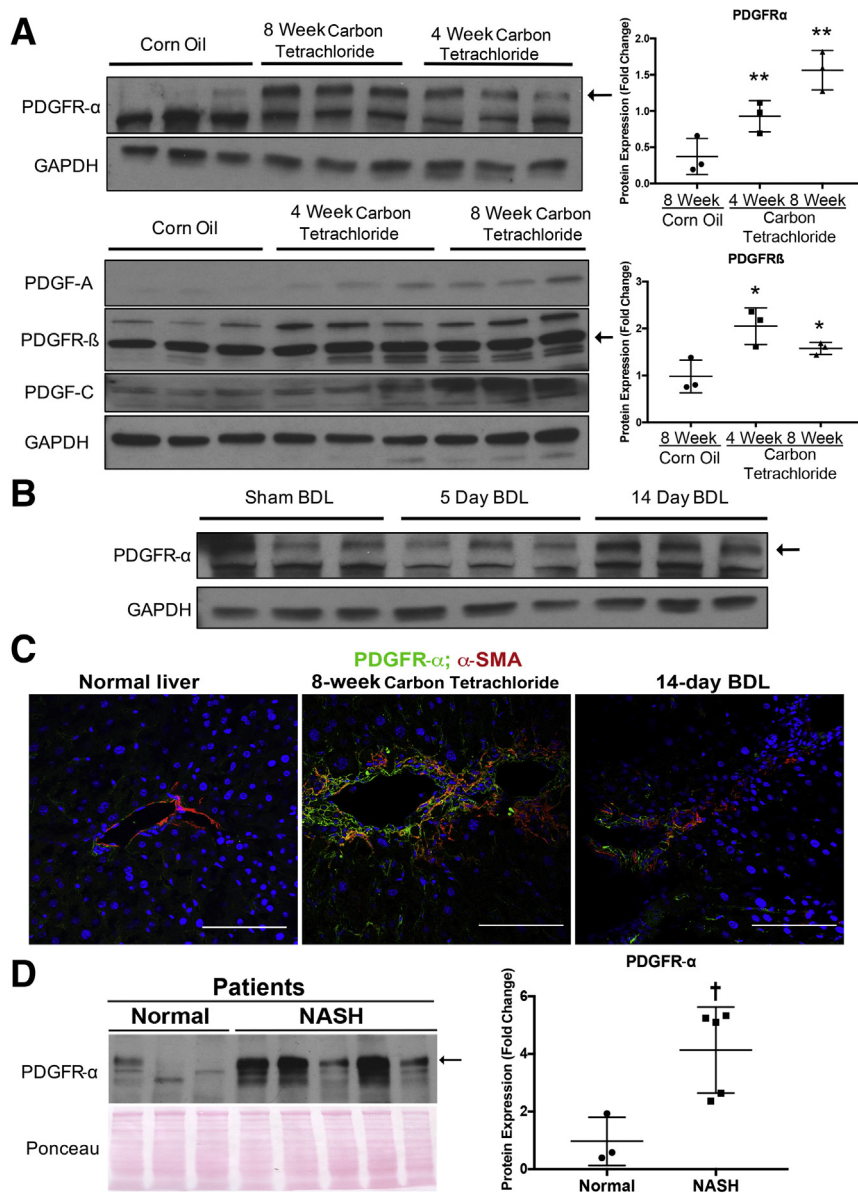 A
Corn Oil
8 Week Carbon
Tetrachloride
4 Week Carbon
Tetrachloride
PDGFR-α
GAPDH
PDGFRα
Protein Expression (Fold Change)
2.0
1.5
1.0
0.5
0.0
**
**
8 Week
4 Week
8 Week
Corn Oil
Carbon
Tetrachloride
Corn Oil
4 Week Carbon
Tetrachloride
8 Week Carbon
Tetrachloride
PDGF-A
PDGFR-ß
PDGF-C
GAPDH
PDGFRß
Protein Expression (Fold Change)
3
2
1
0
*
*
8 Week
4 Week
8 Week
Corn Oil
Carbon
Tetrachloride
B
Sham BDL
5 Day BDL
14 Day BDL
PDGFR-α
GAPDH
C
PDGFR-α; α-SMA
Normal liver
8-week Carbon Tetrachloride
14-day BDL
D
Patients
Normal
NASH
PDGFR-α
Ponceau
PDGFR-α
Protein Expression (Fold Change)
6
4
2
0
†
Normal
NASH